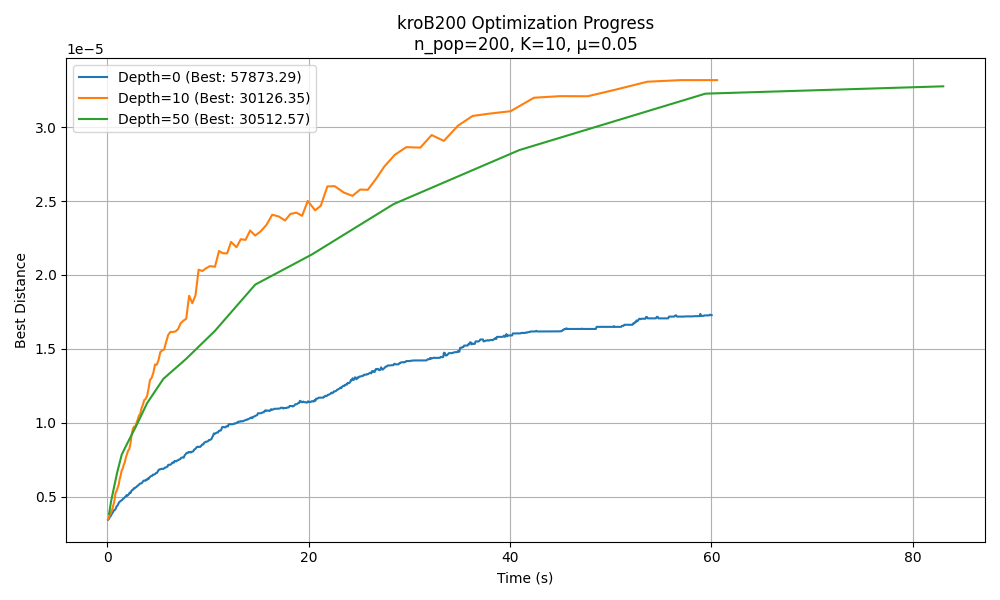 kroB200 Optimization Progress
n_pop=200, K=10, μ=0.05
1e−5
Depth=0 (Best: 57873.29)
Depth=10 (Best: 30126.35)
Depth=50 (Best: 30512.57)
Best Distance
3.0
2.5
2.0
1.5
1.0
0.5
0 20 40 60 80
Time (s)